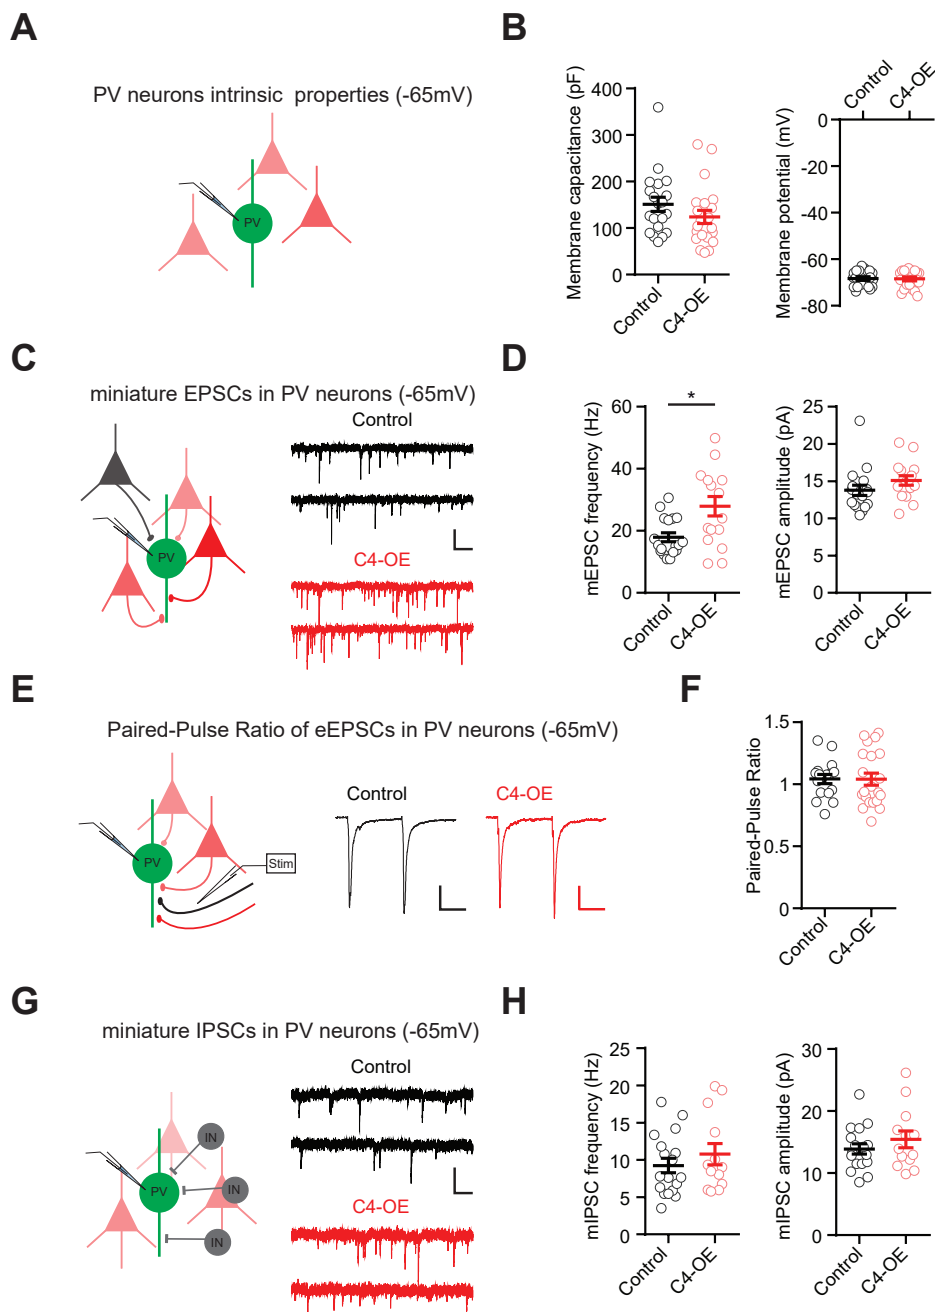 A
PV neurons intrinsic properties (-65mV)
PV
B
Membrane capacitance (pF)
400
300
200
100
0
Control
C4-OE
Membrane potential (mV)
Control
C4-OE
0
-20
-40
-60
-80
C
miniature EPSCs in PV neurons (-65mV)
PV
Control
C4-OE
D
mEPSC frequency (Hz)
60
40
20
0
*
Control
C4-OE
mEPSC amplitude (pA)
25
20
15
10
5
0
Control
C4-OE
E
Paired-Pulse Ratio of eEPSCs in PV neurons (-65mV)
PV
Stim
Control
C4-OE
F
Paired-Pulse Ratio
1.5
1
0.5
0
Control
C4-OE
G
miniature IPSCs in PV neurons (-65mV)
IN
PV
IN
IN
Control
C4-OE
H
mIPSC frequency (Hz)
25
20
15
10
5
0
Control
C4-OE
mIPSC amplitude (pA)
30
20
10
0
Control
C4-OE